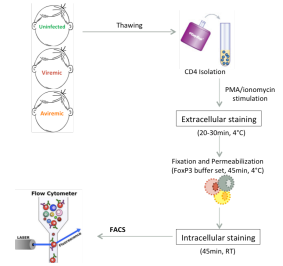 Uninfected
Viremic
Aviremic
Thawing
CD4 Isolation
PMA/ionomycin
stimulation
Extracellular staining
(20-30min, 4°C)
Fixation and Permeabilization
(FoxP3 buffer set, 45min, 4°C)
Intracellular staining
(45min, RT)
FACS
Flow Cytometer
LASER
Fluorescence